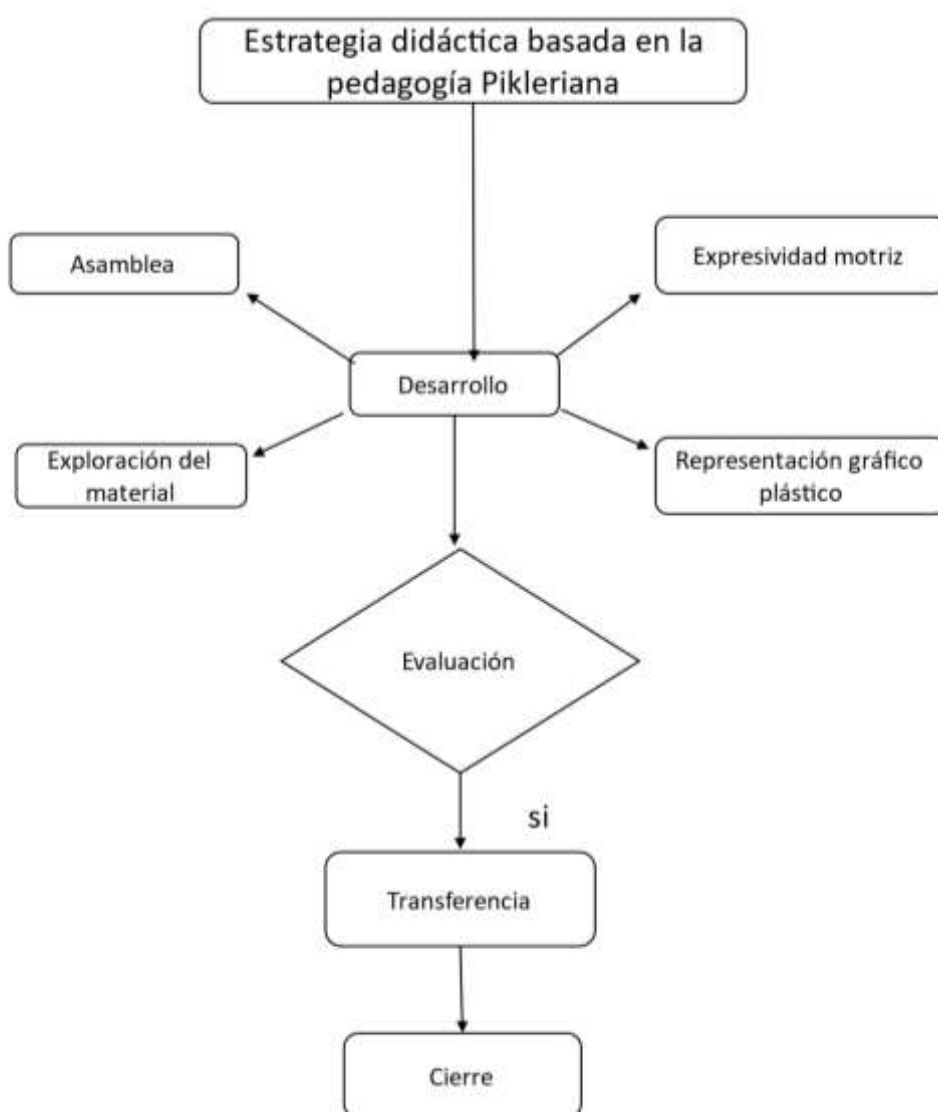 Estrategia didáctica basada en la
pedagogía Pikleriana
Asamblea
Expresividad motriz
Desarrollo
Exploración del
material
Representación gráfico
plástico
Evaluación
si
Transferencia
Cierre